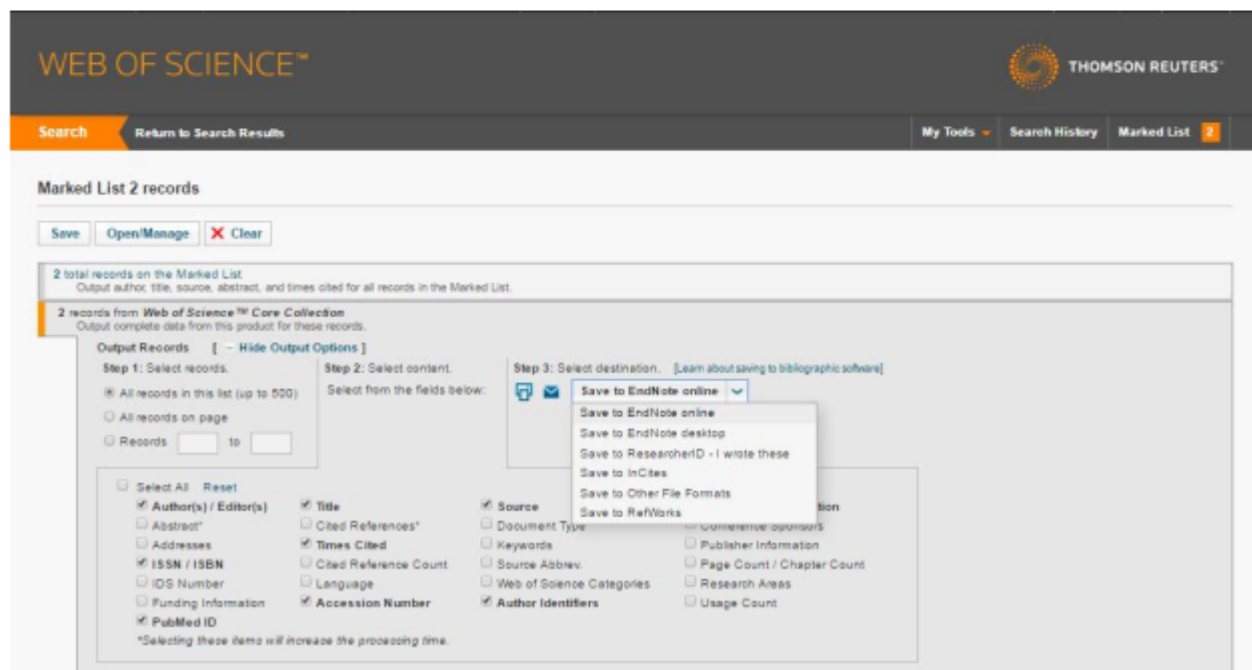 WEB OF SCIENCE™
THOMSON REUTERS™
Search Return to Search Results My Tools Search History Marked List 2
Marked List 2 records
Save Open/Manage Clear
2 total records on the Marked List
Output author, title, source, abstract, and times cited for all records in the Marked List.
2 records from Web of Science™ Core Collection
Output complete data from this product for these records.
Output Records [ – Hide Output Options ]
Step 1: Select records. Step 2: Select content. Step 3: Select destination. [Learn about saving to bibliographic software]
All records in this list (up to 500) Select from the fields below: Save to EndNote online
All records on page Save to EndNote online
Save to EndNote desktop
Records to Save to ResearcherID - I wrote these
Save to InCites
Save to Other File Formats
Save to RefWorks
Select All Reset
Author(s) / Editor(s) Title Source tion
Abstract* Cited References* Document Type Conference Sponsors
Addresses Times Cited Keywords Publisher Information
ISSN / ISBN Cited Reference Count Source Abbrev. Page Count / Chapter Count
IDS Number Language Web of Science Categories Research Areas
Funding Information Accession Number Author Identifiers Usage Count
PubMed ID
*Selecting these items will increase the processing time.